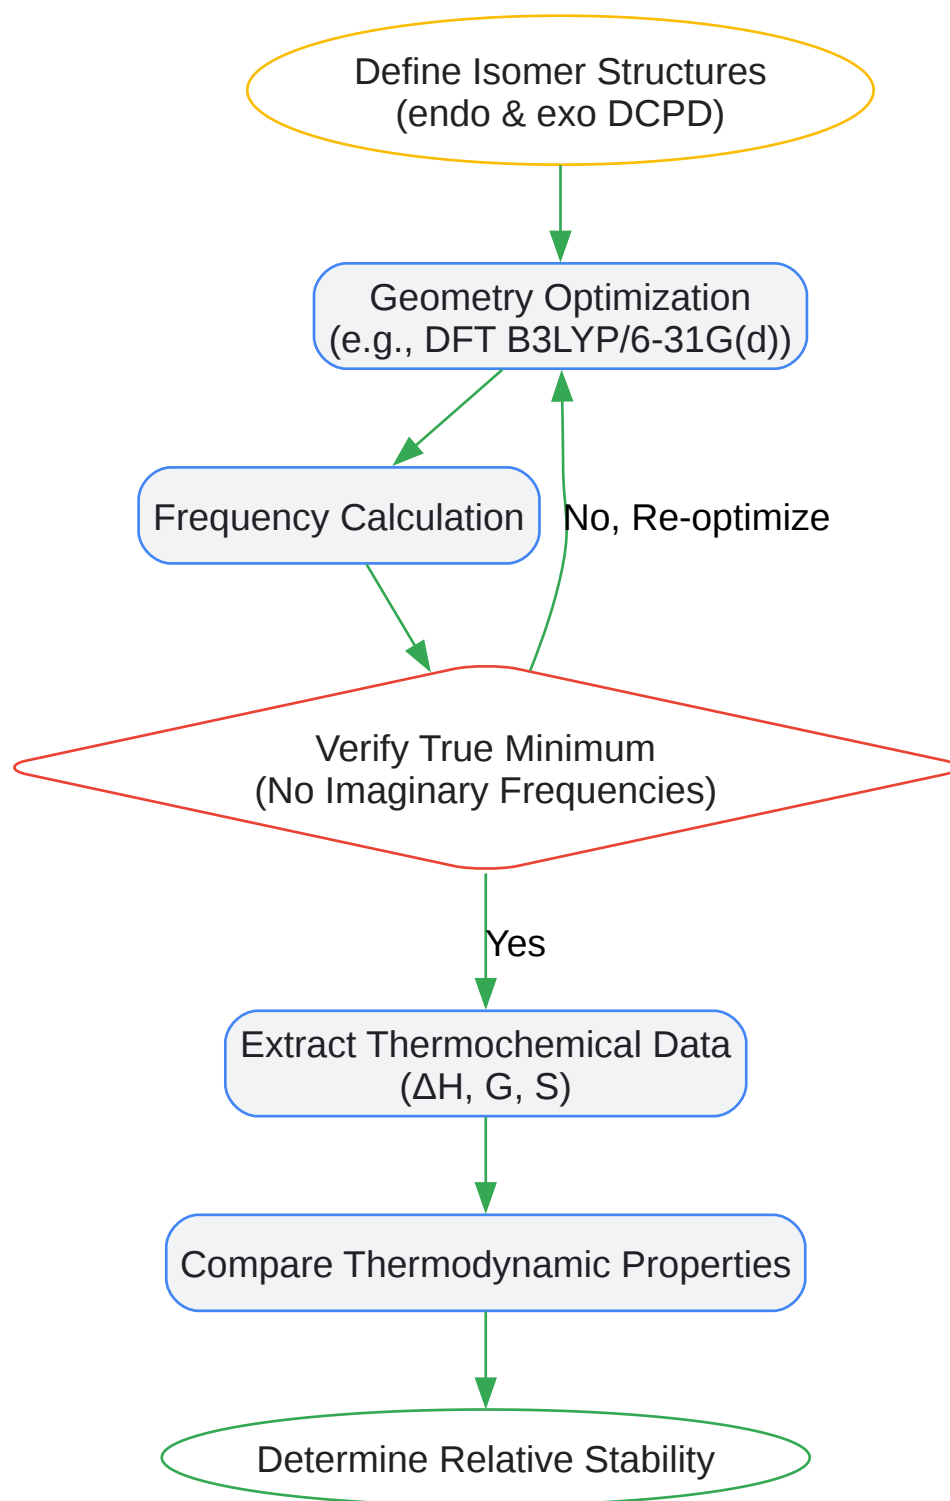 Define Isomer Structures
(endo & exo DCPD)
Geometry Optimization
(e.g., DFT B3LYP/6-31G(d))
Frequency Calculation
No, Re-optimize
Verify True Minimum
(No Imaginary Frequencies)
Yes
Extract Thermochemical Data
(ΔH, G, S)
Compare Thermodynamic Properties
Determine Relative Stability